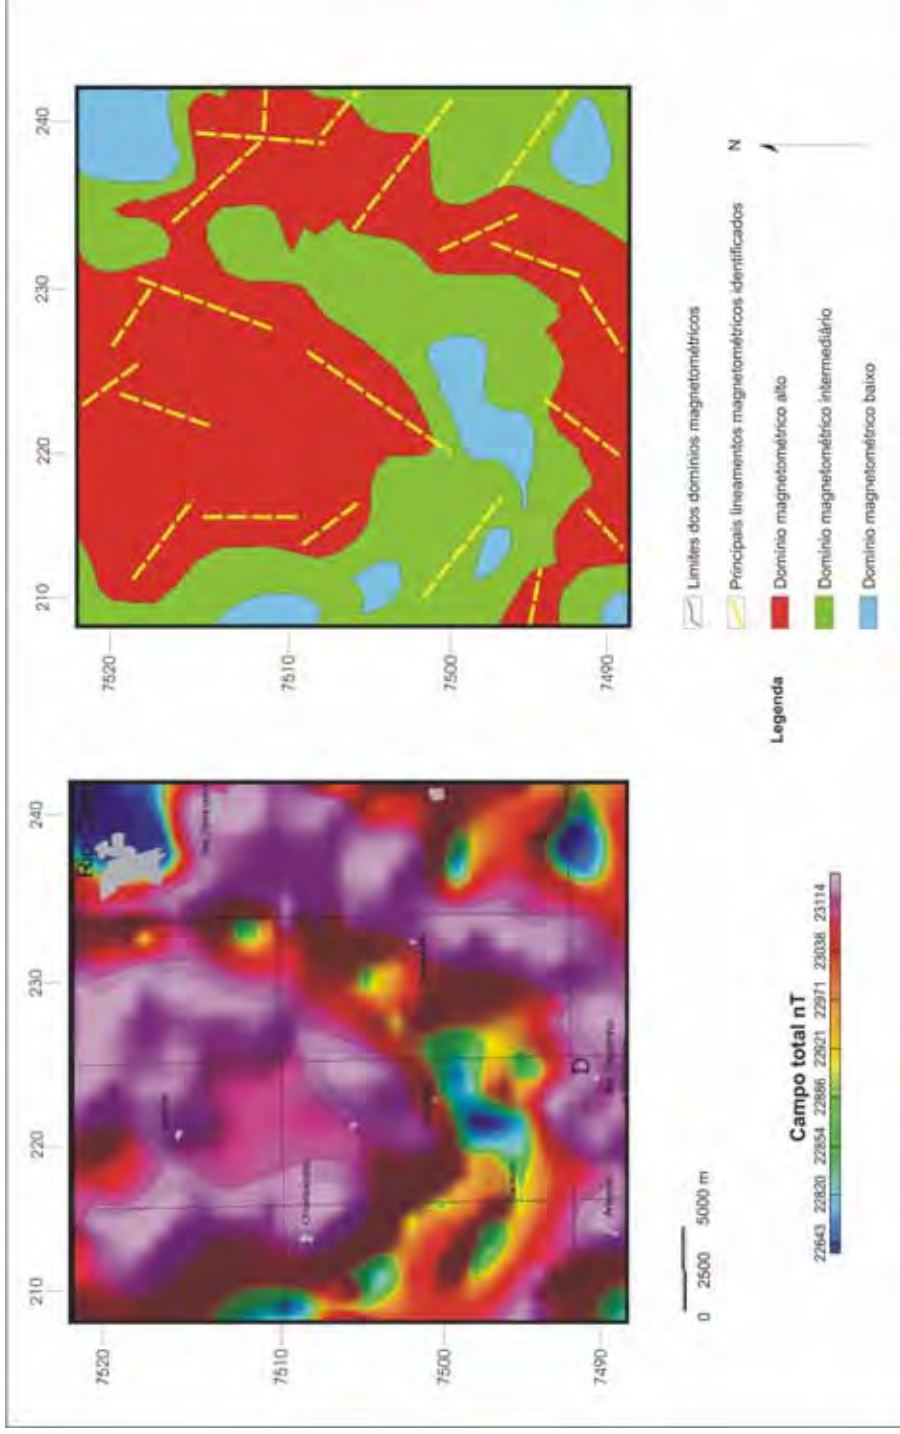 240
230
220
210
7520
7510
7500
7490
Campo total nT
22643 22820 22854 22886 22921 22971 23038 23114
0 2500 5000 m
D
240
230
220
210
7520
7510
7500
7490
N
Legenda
Limites dos domínios magnetométricos
Principais lineamentos magnetométricos identificados
Domínio magnetométrico alto
Domínio magnetométrico intermediário
Domínio magnetométrico baixo